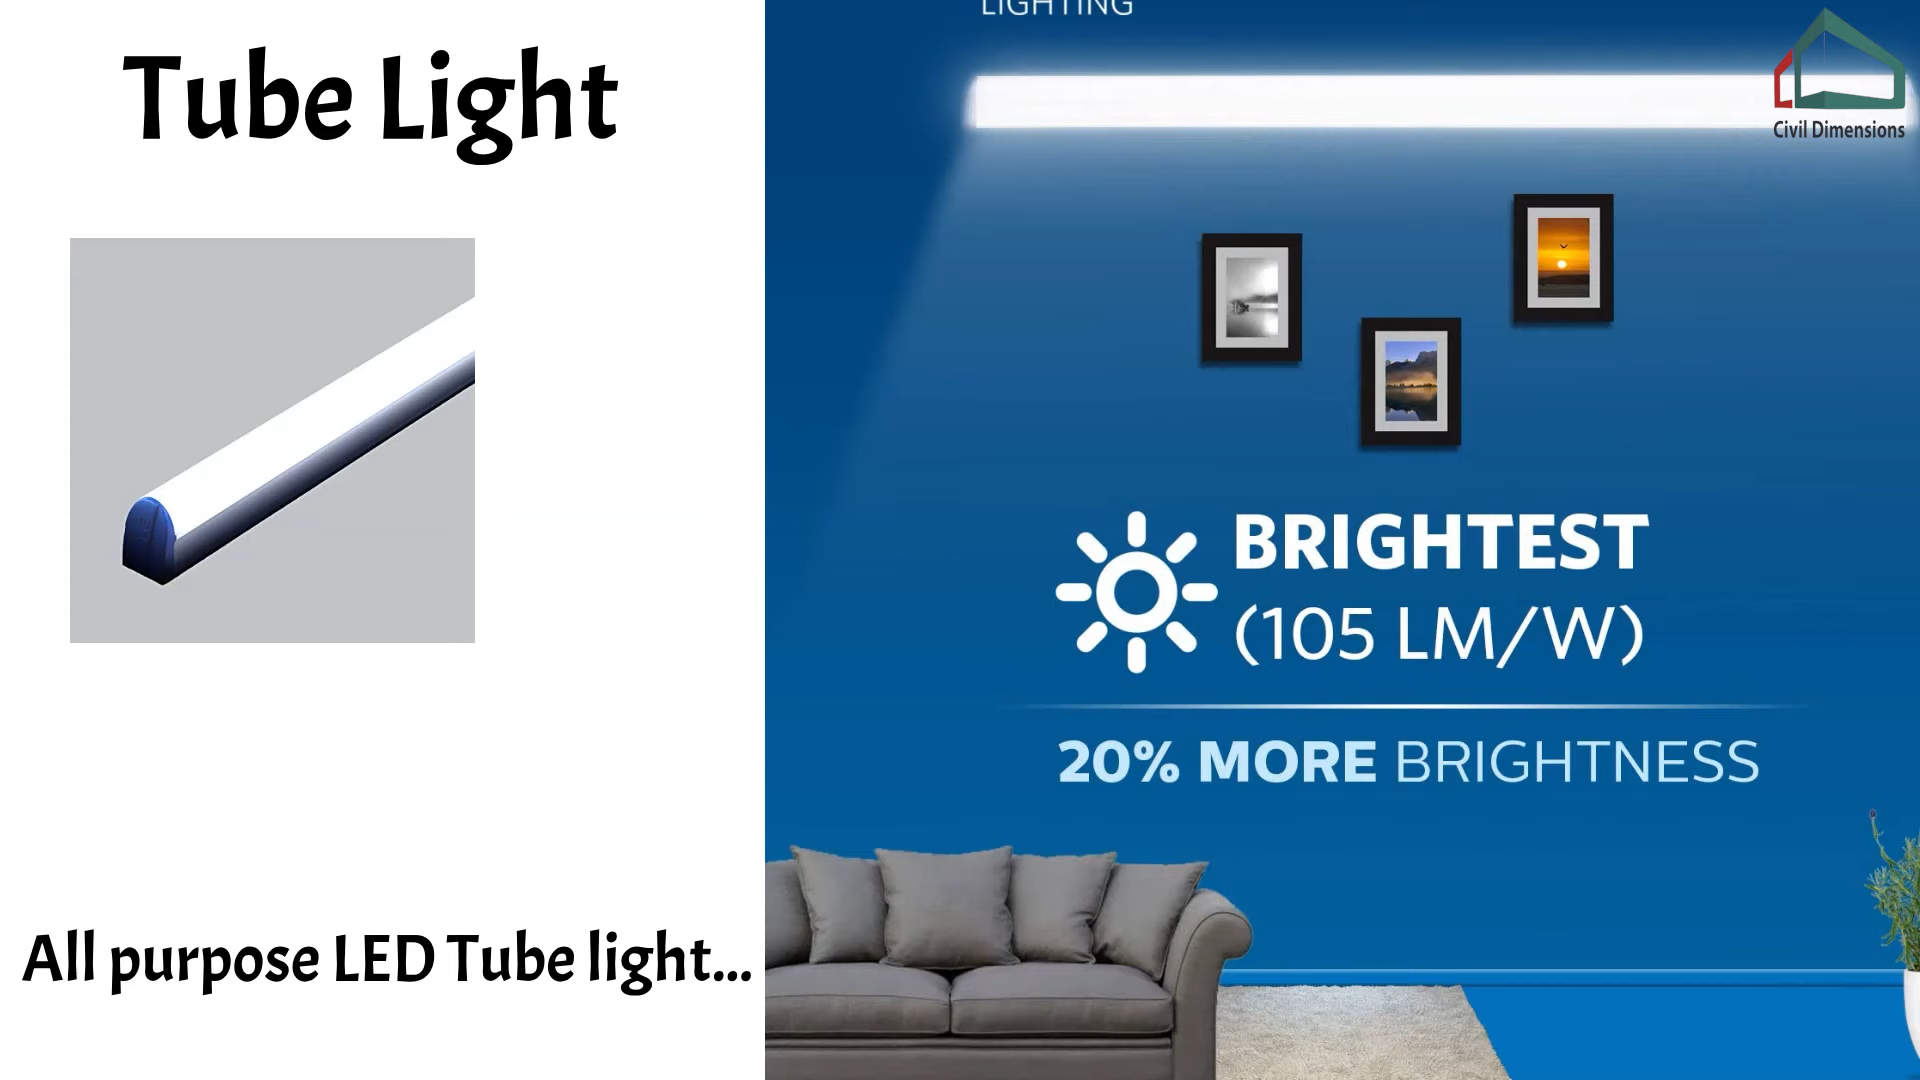 Tube Light
All purpose LED Tube light...
LIGHTING
Civil Dimensions
BRIGHTEST
(105 LM/W)
20% MORE BRIGHTNESS